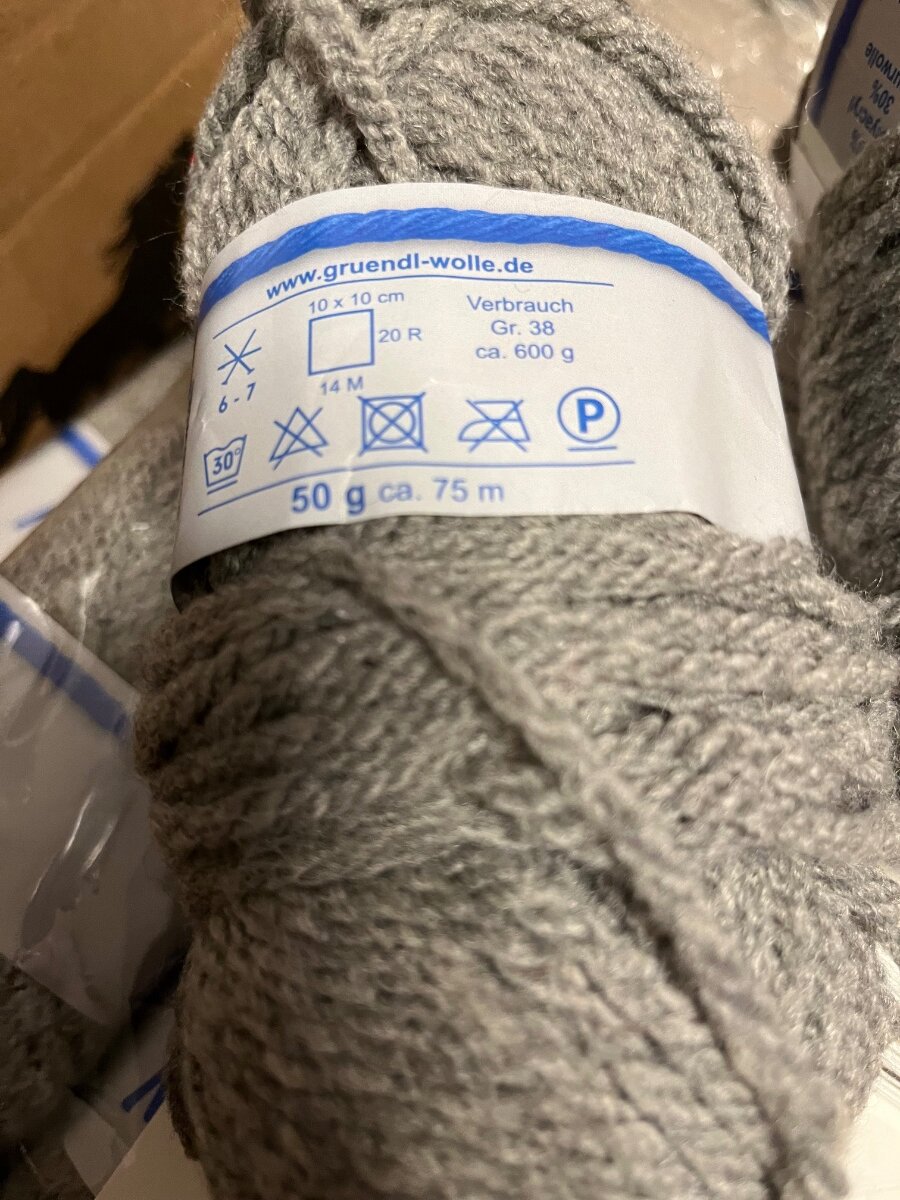 www.gruendl-wolle.de
10 x 10 cm
20 R
14 M
6 - 7
Verbrauch
Gr. 38
ca. 600 g
30°
P
50 g ca. 75 m
30%